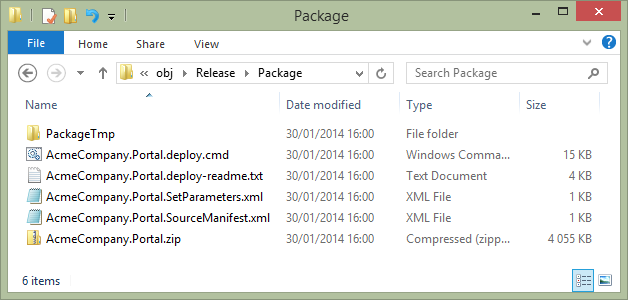 Package
File Home Share View
« obj Release Package Search Package
Name Date modified Type Size
PackageTmp 30/01/2014 16:00 File folder
AcmeCompany.Portal.deploy.cmd 30/01/2014 16:00 Windows Comma... 15 KB
AcmeCompany.Portal.deploy-readme.txt 30/01/2014 16:00 Text Document 4 KB
AcmeCompany.Portal.SetParameters.xml 30/01/2014 16:00 XML File 1 KB
AcmeCompany.Portal.SourceManifest.xml 30/01/2014 16:00 XML File 1 KB
AcmeCompany.Portal.zip 30/01/2014 16:00 Compressed (zipp... 4 055 KB
6 items